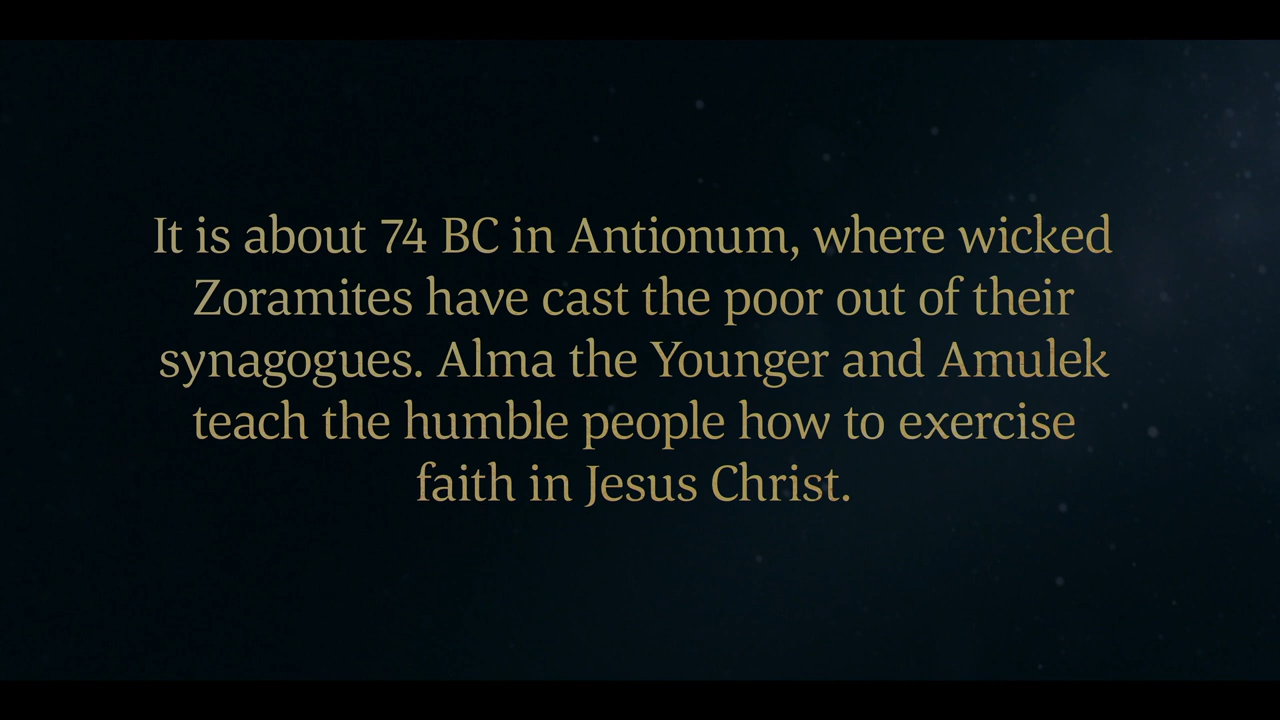 It is about 74 BC in Antionum, where wicked
Zoramites have cast the poor out of their
synagogues. Alma the Younger and Amulek
teach the humble people how to exercise
faith in Jesus Christ.